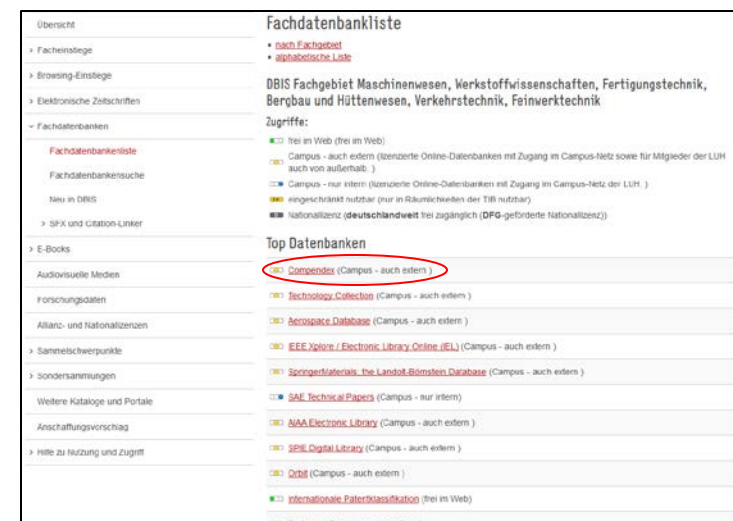 Übersicht
› Facheinstiege
› Browsing-Einstiege
› Elektronische Zeitschriften
Fachdatenbanken
Fachdatenbankenliste
Fachdatenbankensuche
Neu in DBIS
› SFX und Citation-Linker
› E-Books
Audiovisuelle Medien
Forschungsdaten
Allianz- und Nationallizenzen
› Sammelschwerpunkte
› Sondersammlungen
Weitere Kataloge und Portale
Anschaffungsvorschlag
› Hilfe zu Nutzung und Zugriff
Fachdatenbankliste
• nach Fachgebiet
• alphabetische Liste
DBIS Fachgebiet Maschinenwesen, Werkstoffwissenschaften, Fertigungstechnik,
Bergbau und Hüttenwesen, Verkehrstechnik, Feinwerktechnik
Zugriffe:
frei im Web (frei im Web)
Campus - auch extern (lizenzierte Online-Datenbanken mit Zugang im Campus-Netz sowie für Mitglieder der LUH
auch von außerhalb. )
Campus - nur intern (lizenzierte Online-Datenbanken mit Zugang im Campus-Netz der LUH. )
eingeschränkt nutzbar (nur in Räumlichkeiten der TIB nutzbar)
Nationallizenz (deutschlandweit frei zugänglich (DFG-geförderte Nationallizenz))
Top Datenbanken
Compendex (Campus - auch extern )
Technology Collection (Campus - auch extern )
Aerospace Database (Campus - auch extern )
IEEE Xplore / Electronic Library Online (IEL) (Campus - auch extern )
SpringerMaterials: the Landolt-Börnstein Database (Campus - auch extern )
SAE Technical Papers (Campus - nur intern)
AIAA Electronic Library (Campus - auch extern )
SPIE Digital Library (Campus - auch extern )
Orbit (Campus - auch extern )
Internationale Patentklassifikation (frei im Web)